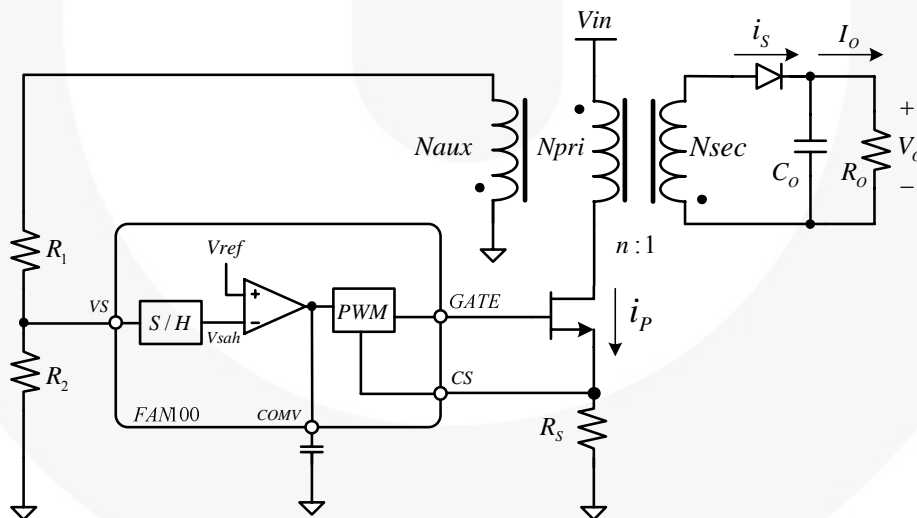 Vin
i_S
I_O
Naux
Npri
Nsec
C_O
R_O
+
V_O
−
n:1
R_1
Vref
VS
S/H
+
−
PWM
GATE
i_P
Vsah
R_2
CS
FAN100
COMV
R_S